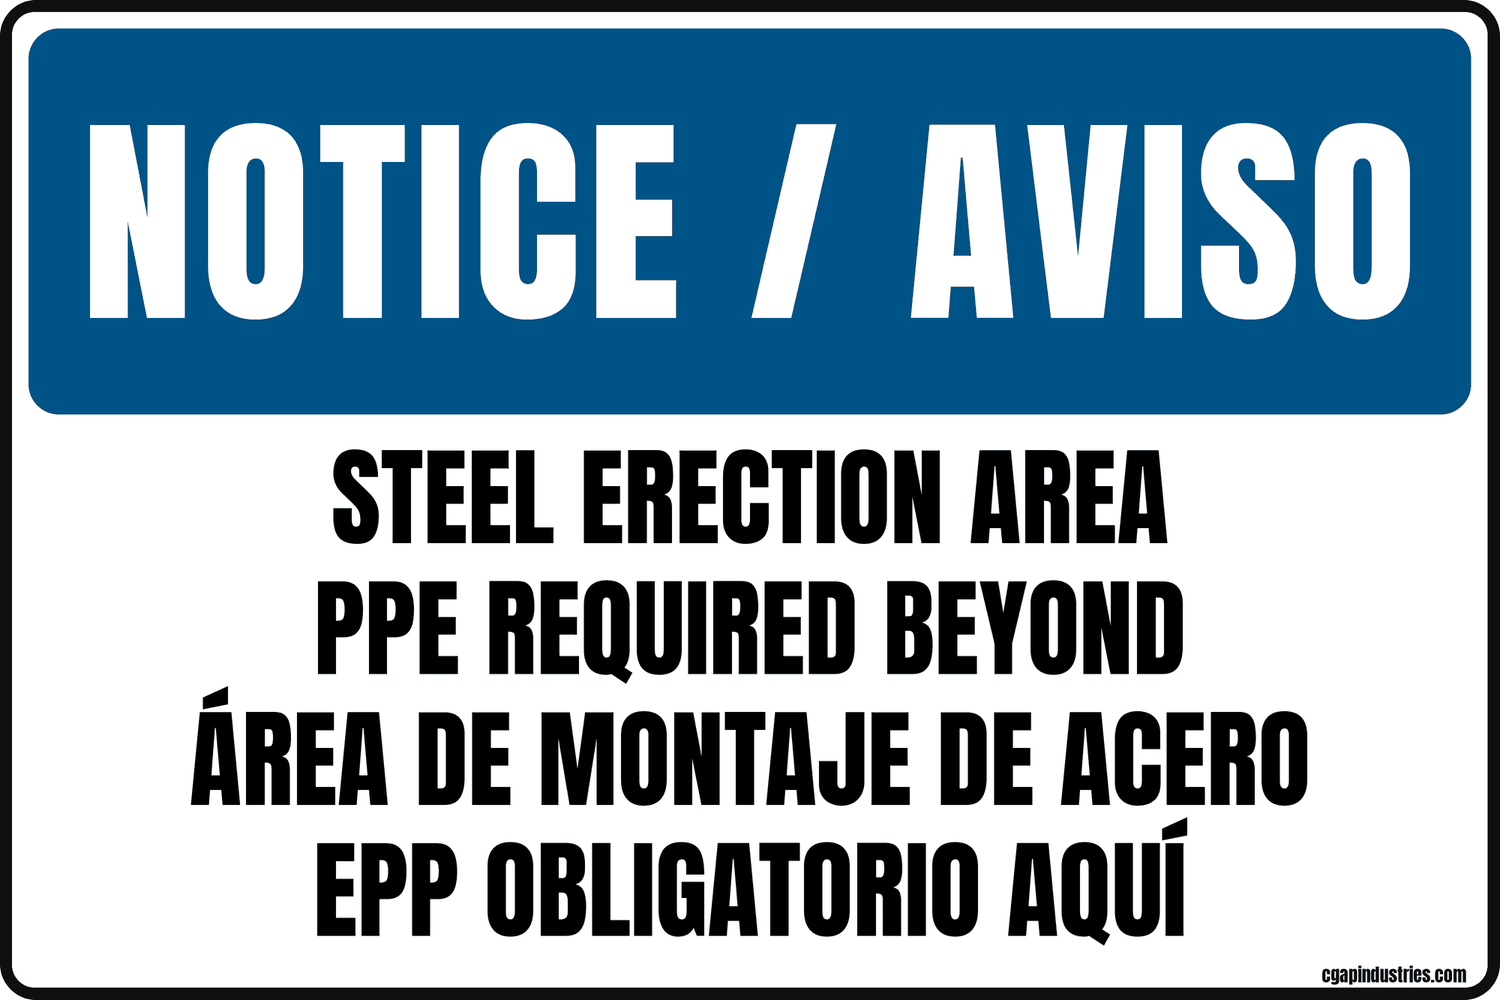 NOTICE / AVISO
STEEL ERECTION AREA
PPE REQUIRED BEYOND
ÁREA DE MONTAJE DE ACERO
EPP OBLIGATORIO AQUÍ
cgapindustries.com